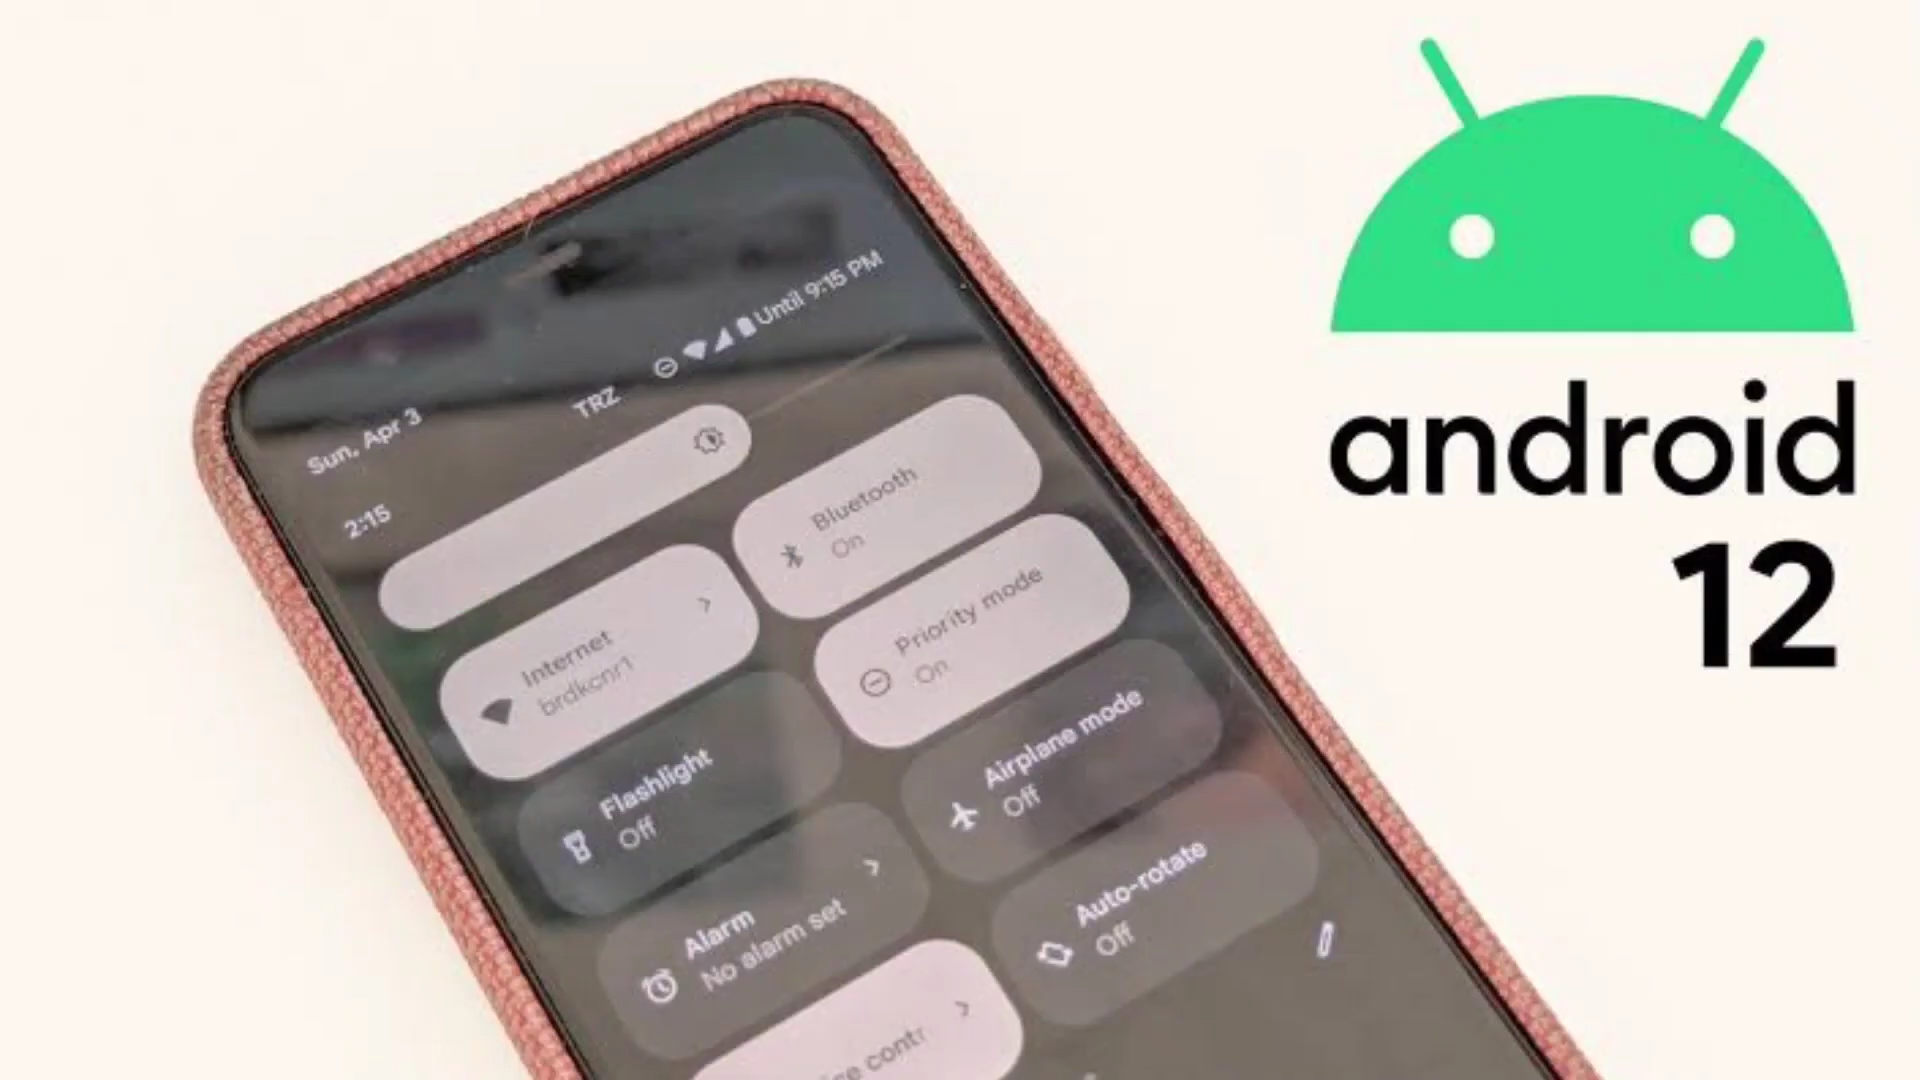 Sun, Apr 3
TRZ
Until 9:15 PM
2:15
Internet
brdkcnr1
Bluetooth
On
Flashlight
Off
Priority mode
On
Alarm
No alarm set
Airplane mode
Off
contr
Auto-rotate
Off
android
12